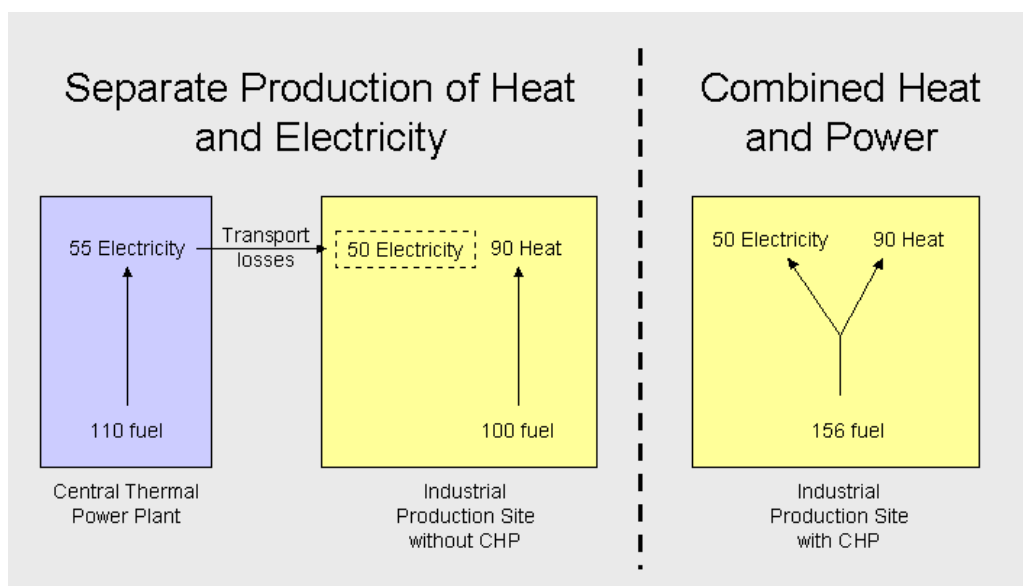 Separate Production of Heat
and Electricity
Combined Heat
and Power
55 Electricity
Transport
losses
50 Electricity
90 Heat
50 Electricity
90 Heat
110 fuel
100 fuel
156 fuel
Central Thermal
Power Plant
Industrial
Production Site
without CHP
Industrial
Production Site
with CHP